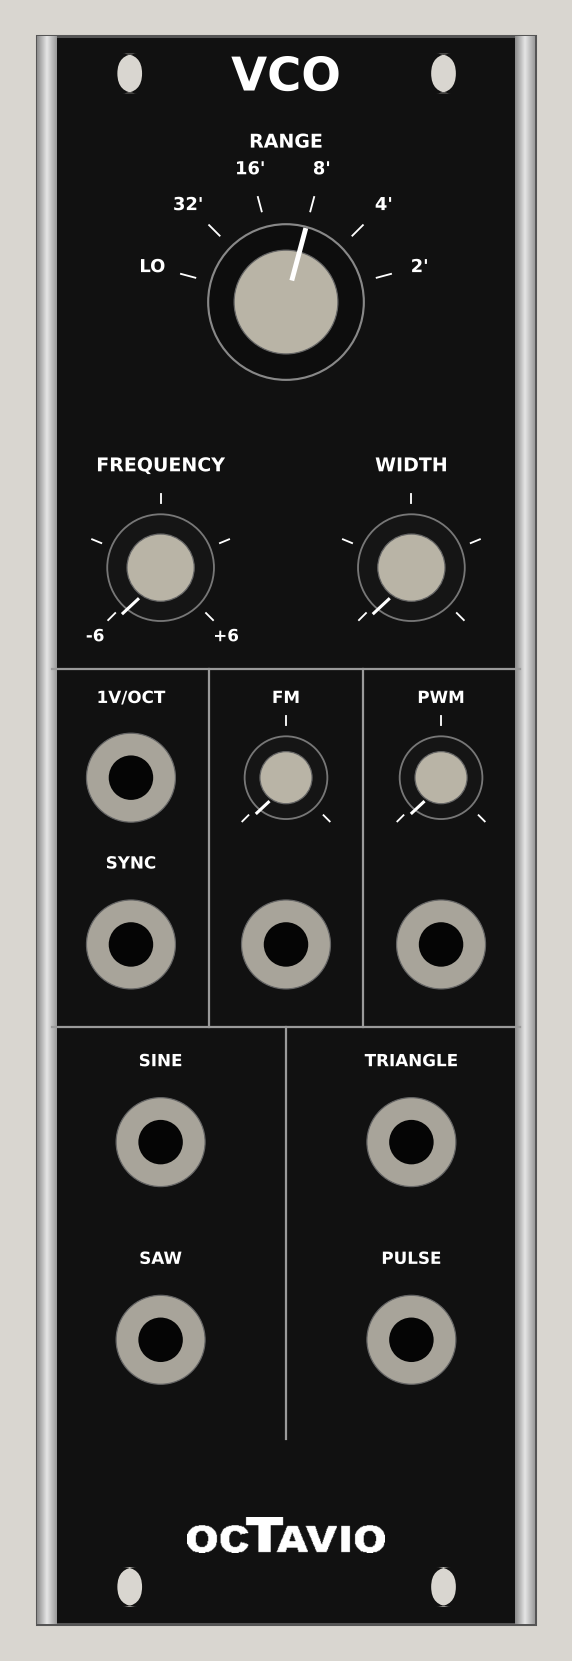 VCO
RANGE
16' 8'
32' 4'
LO 2'
FREQUENCY WIDTH
-6 +6
1V/OCT FM PWM
SYNC
SINE TRIANGLE
SAW PULSE
OCTAVIO